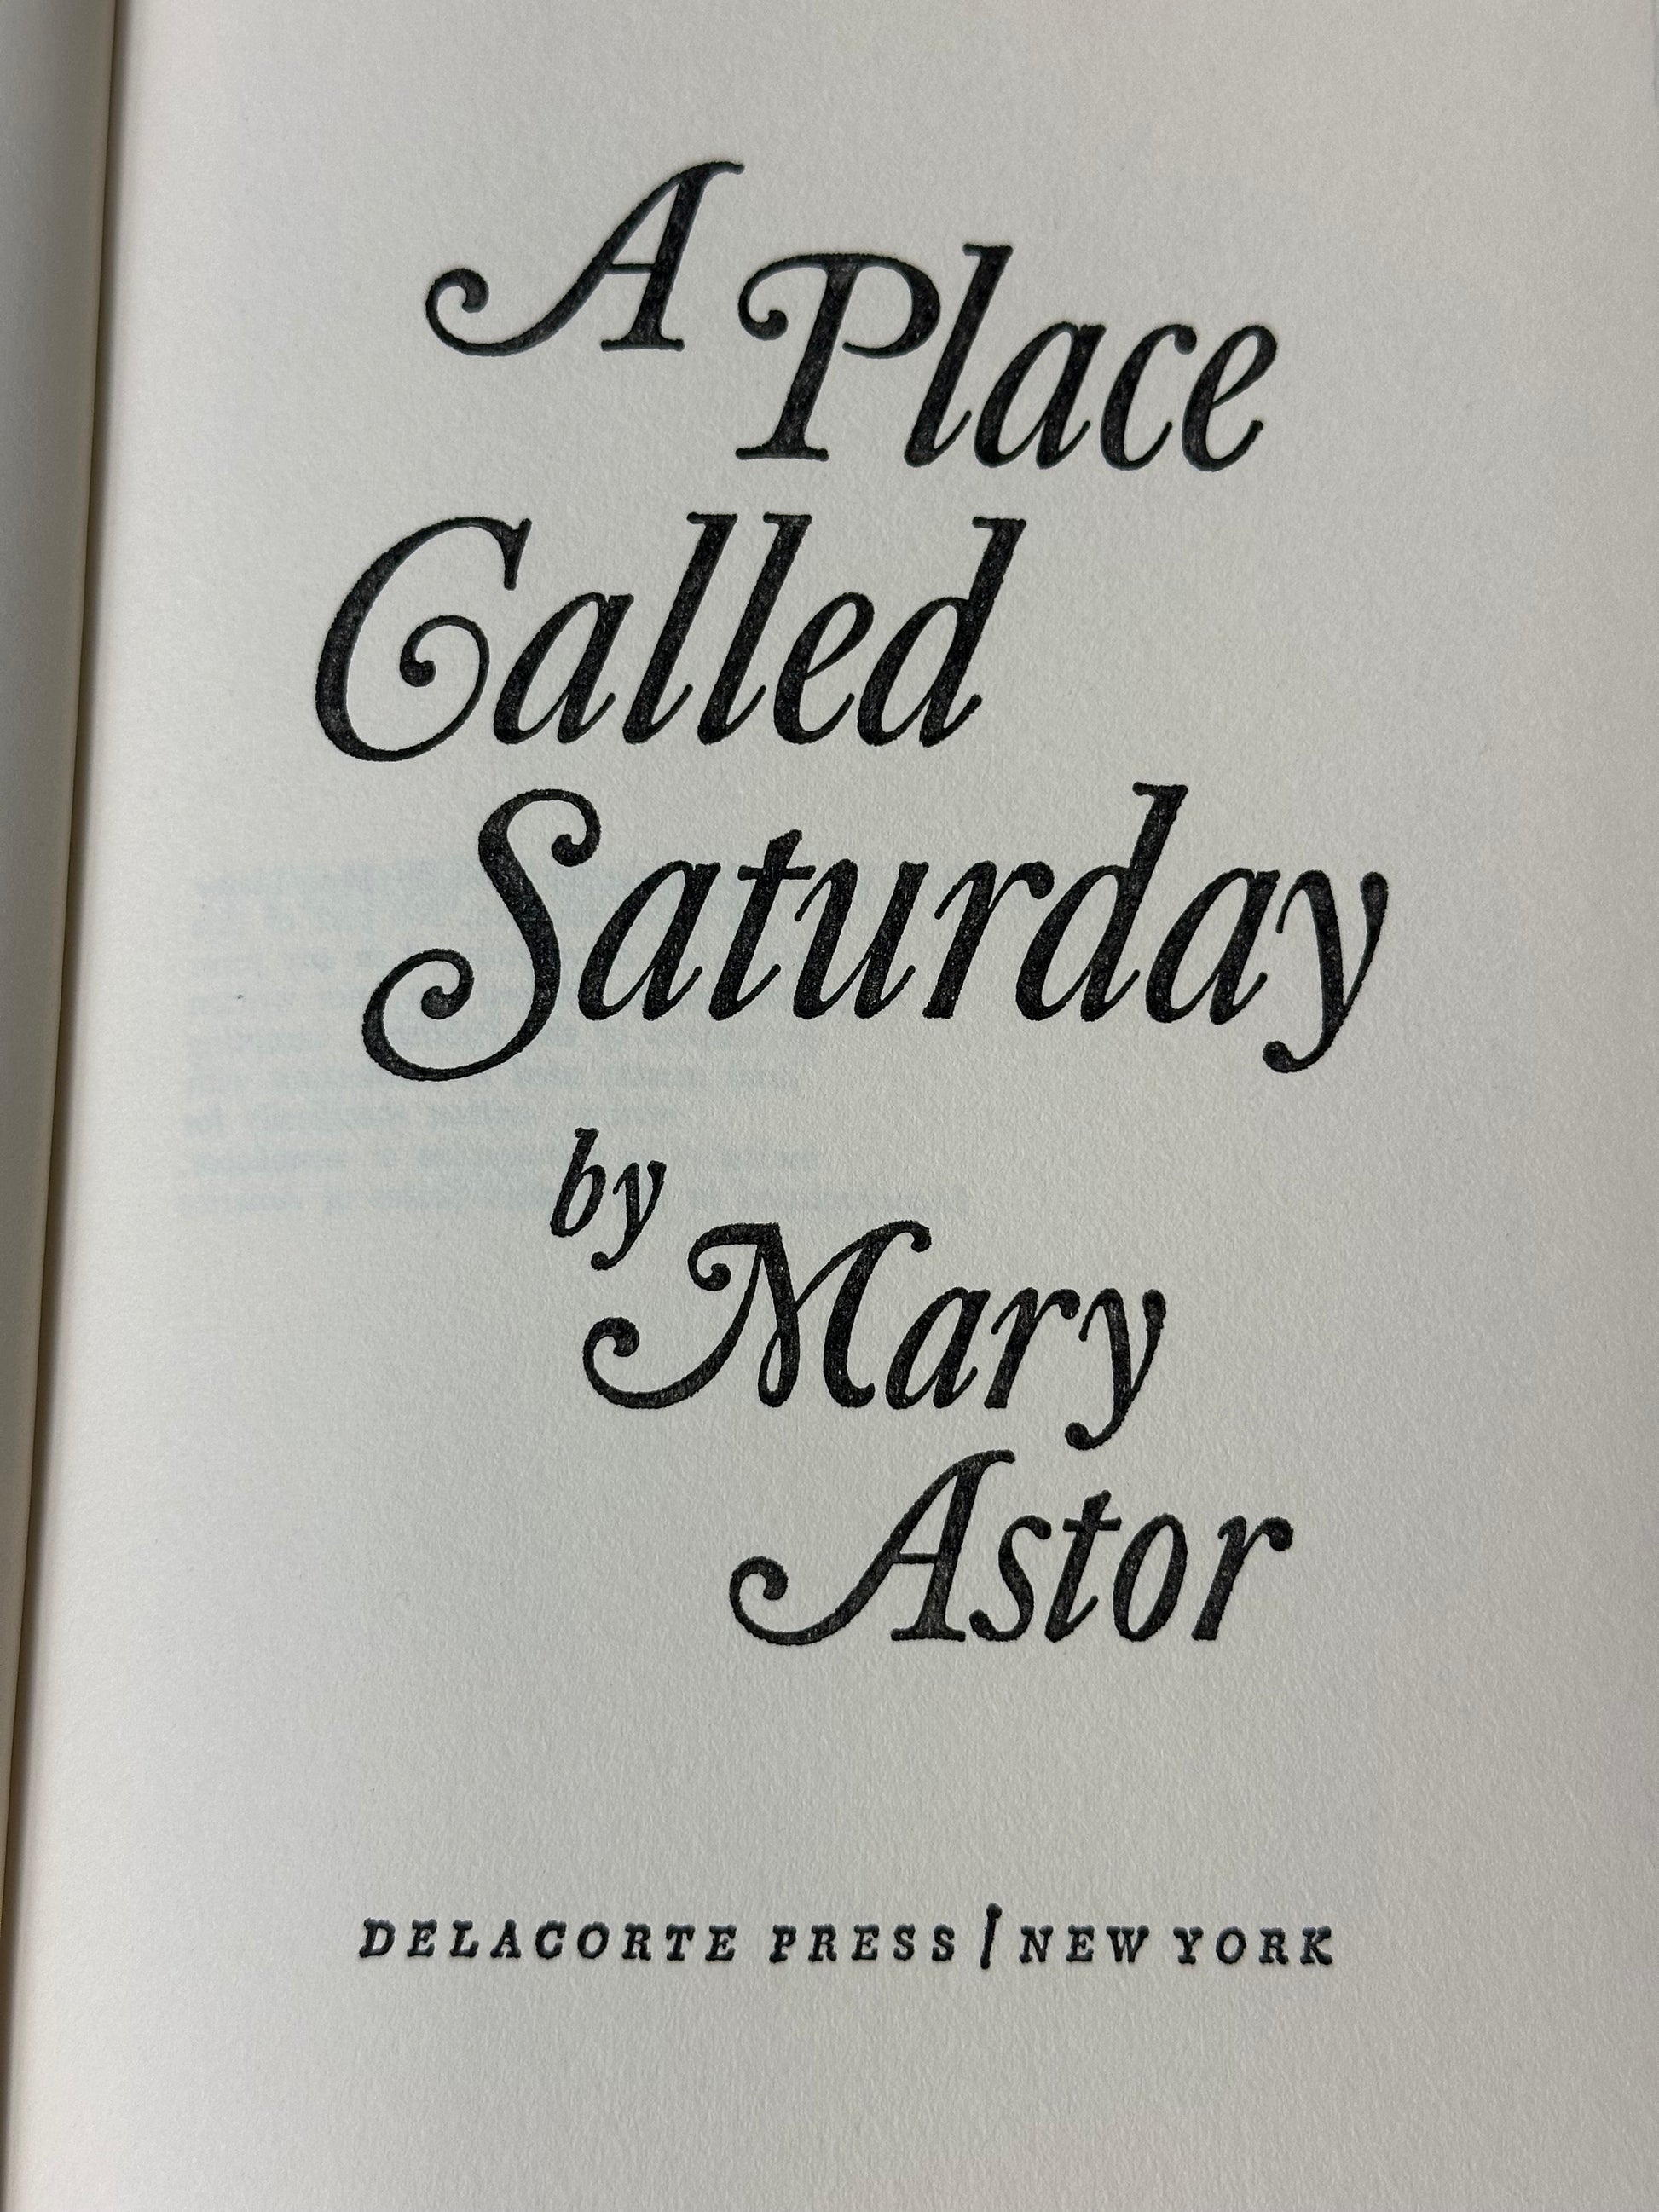 A Place
Called
Saturday
by
Mary
Astor
DELACORTE PRESS / NEW YORK